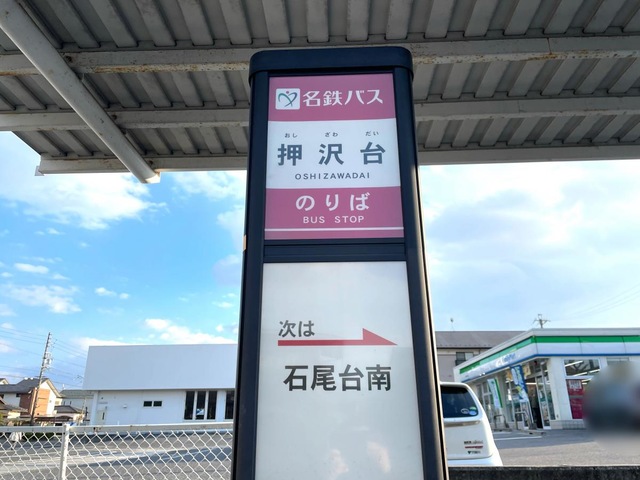 名鉄バス
おし ざわ だい
押沢台
OSHIZAWADAI
のりば
BUS STOP
次は
石尾台南